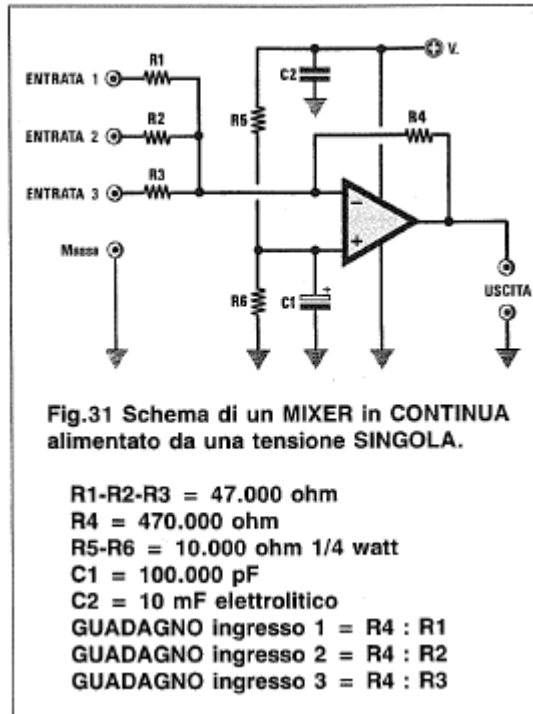 V.
R1
C2
ENTRATA 1
R2
R5
R4
ENTRATA 2
R3
ENTRATA 3
−
+
Massa
R6
C1
+
USCITA
Fig.31 Schema di un MIXER in CONTINUA
alimentato da una tensione SINGOLA.
R1-R2-R3 = 47.000 ohm
R4 = 470.000 ohm
R5-R6 = 10.000 ohm 1/4 watt
C1 = 100.000 pF
C2 = 10 mF elettrolitico
GUADAGNO ingresso 1 = R4 : R1
GUADAGNO ingresso 2 = R4 : R2
GUADAGNO ingresso 3 = R4 : R3